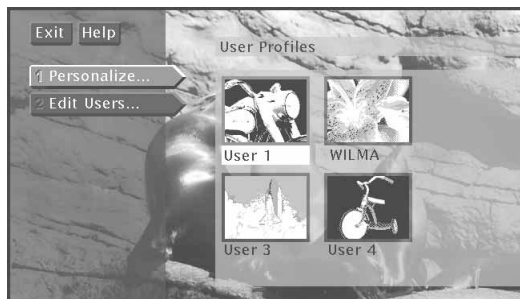 Exit Help
User Profiles
1 Personalize...
2 Edit Users...
User 1 WILMA
User 3 User 4